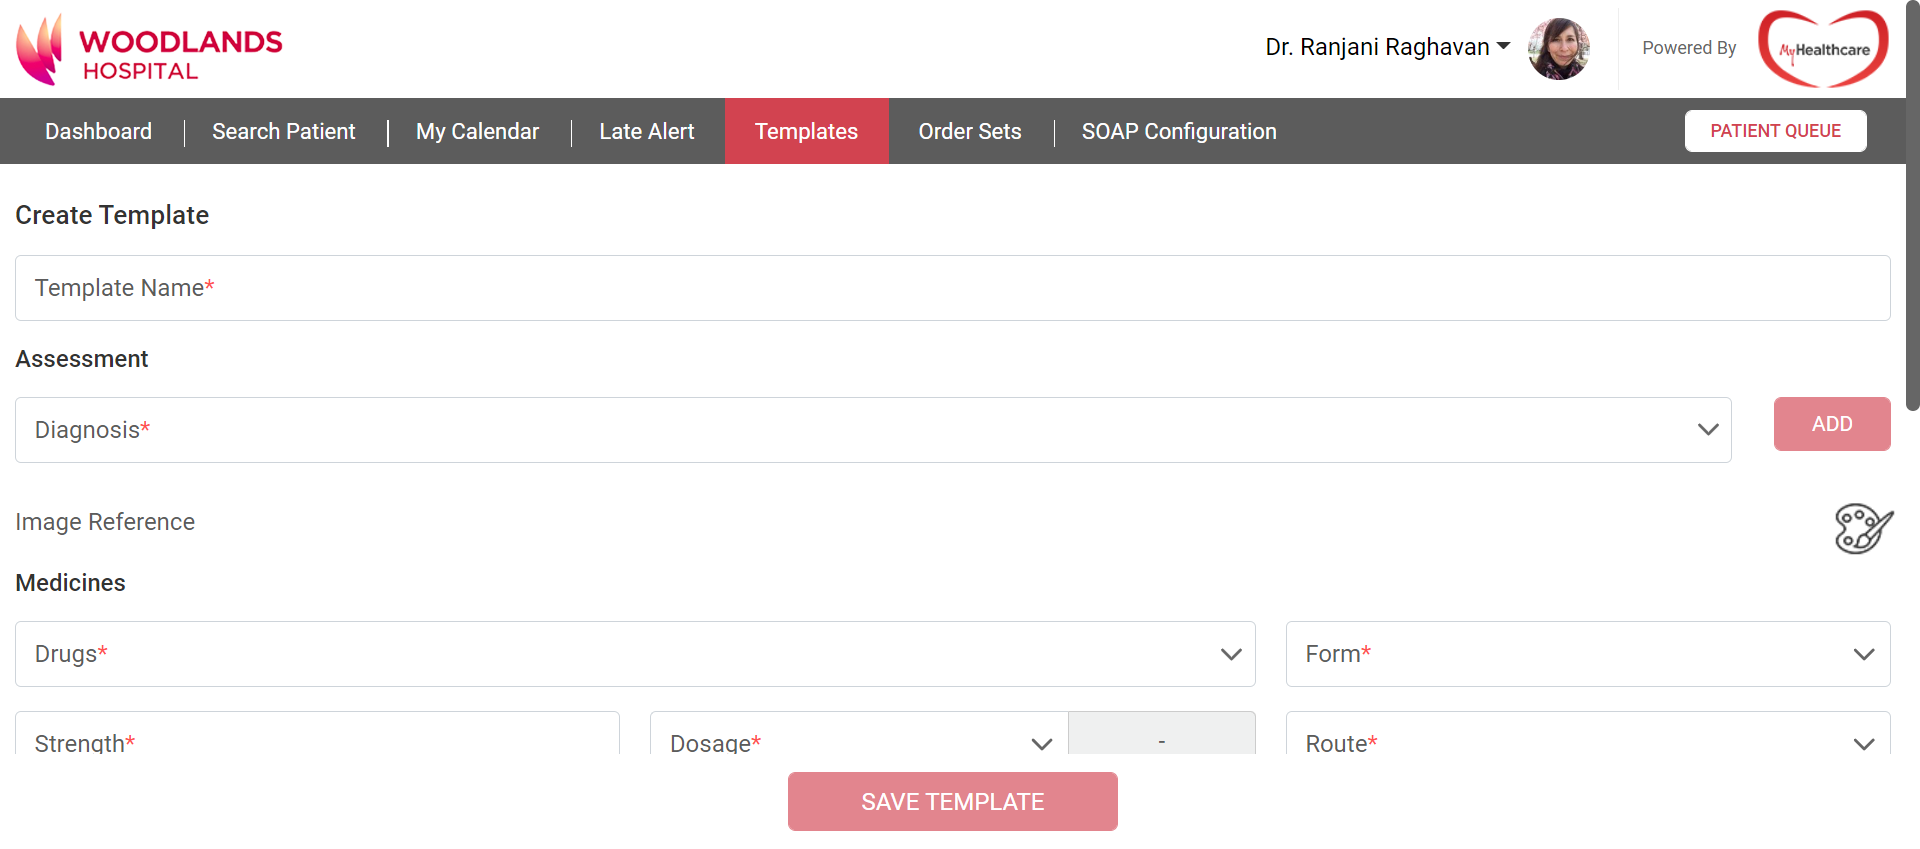 WOODLANDS
HOSPITAL
Dr. Ranjani Raghavan
Powered By
MyHealthcare
Dashboard
Search Patient
My Calendar
Late Alert
Templates
Order Sets
SOAP Configuration
PATIENT QUEUE
Create Template
Template Name*
Assessment
Diagnosis*
ADD
Image Reference
Medicines
Drugs*
Form*
Strength*
Dosage*
-
Route*
SAVE TEMPLATE